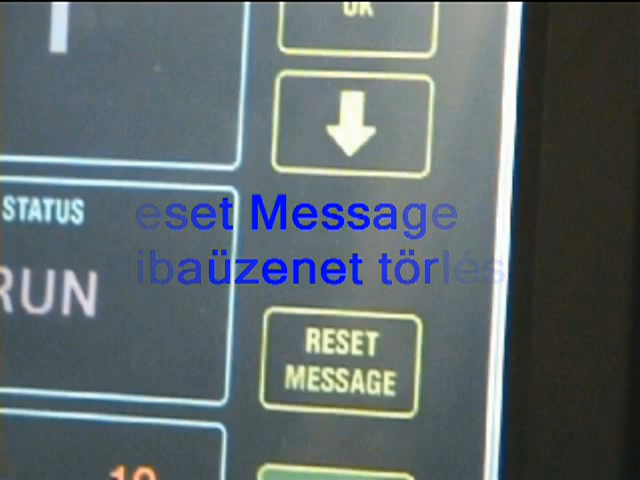 OK
STATUS
eset Message
ibaüzenet törlés
RUN
RESET
MESSAGE
10